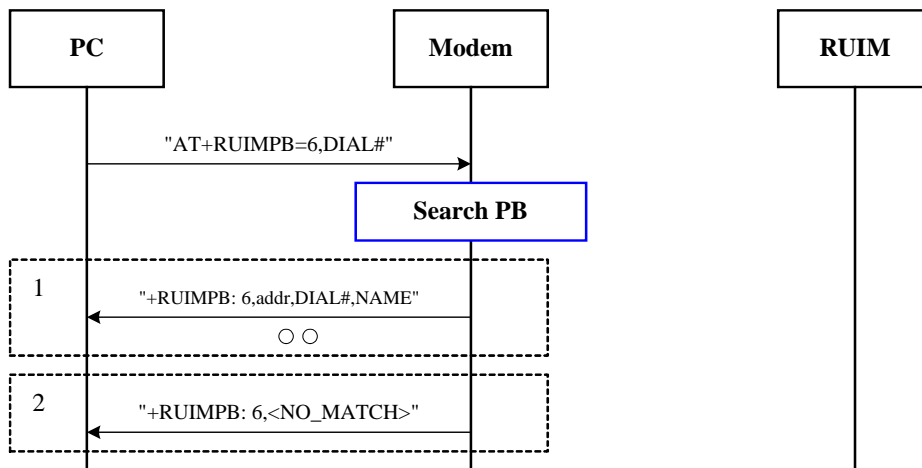 PC
Modem
RUIM
"AT+RUIMPB=6,DIAL#"
Search PB
1
"+RUIMPB: 6,addr,DIAL#,NAME"
○ ○
2
"+RUIMPB: 6,<NO_MATCH>"